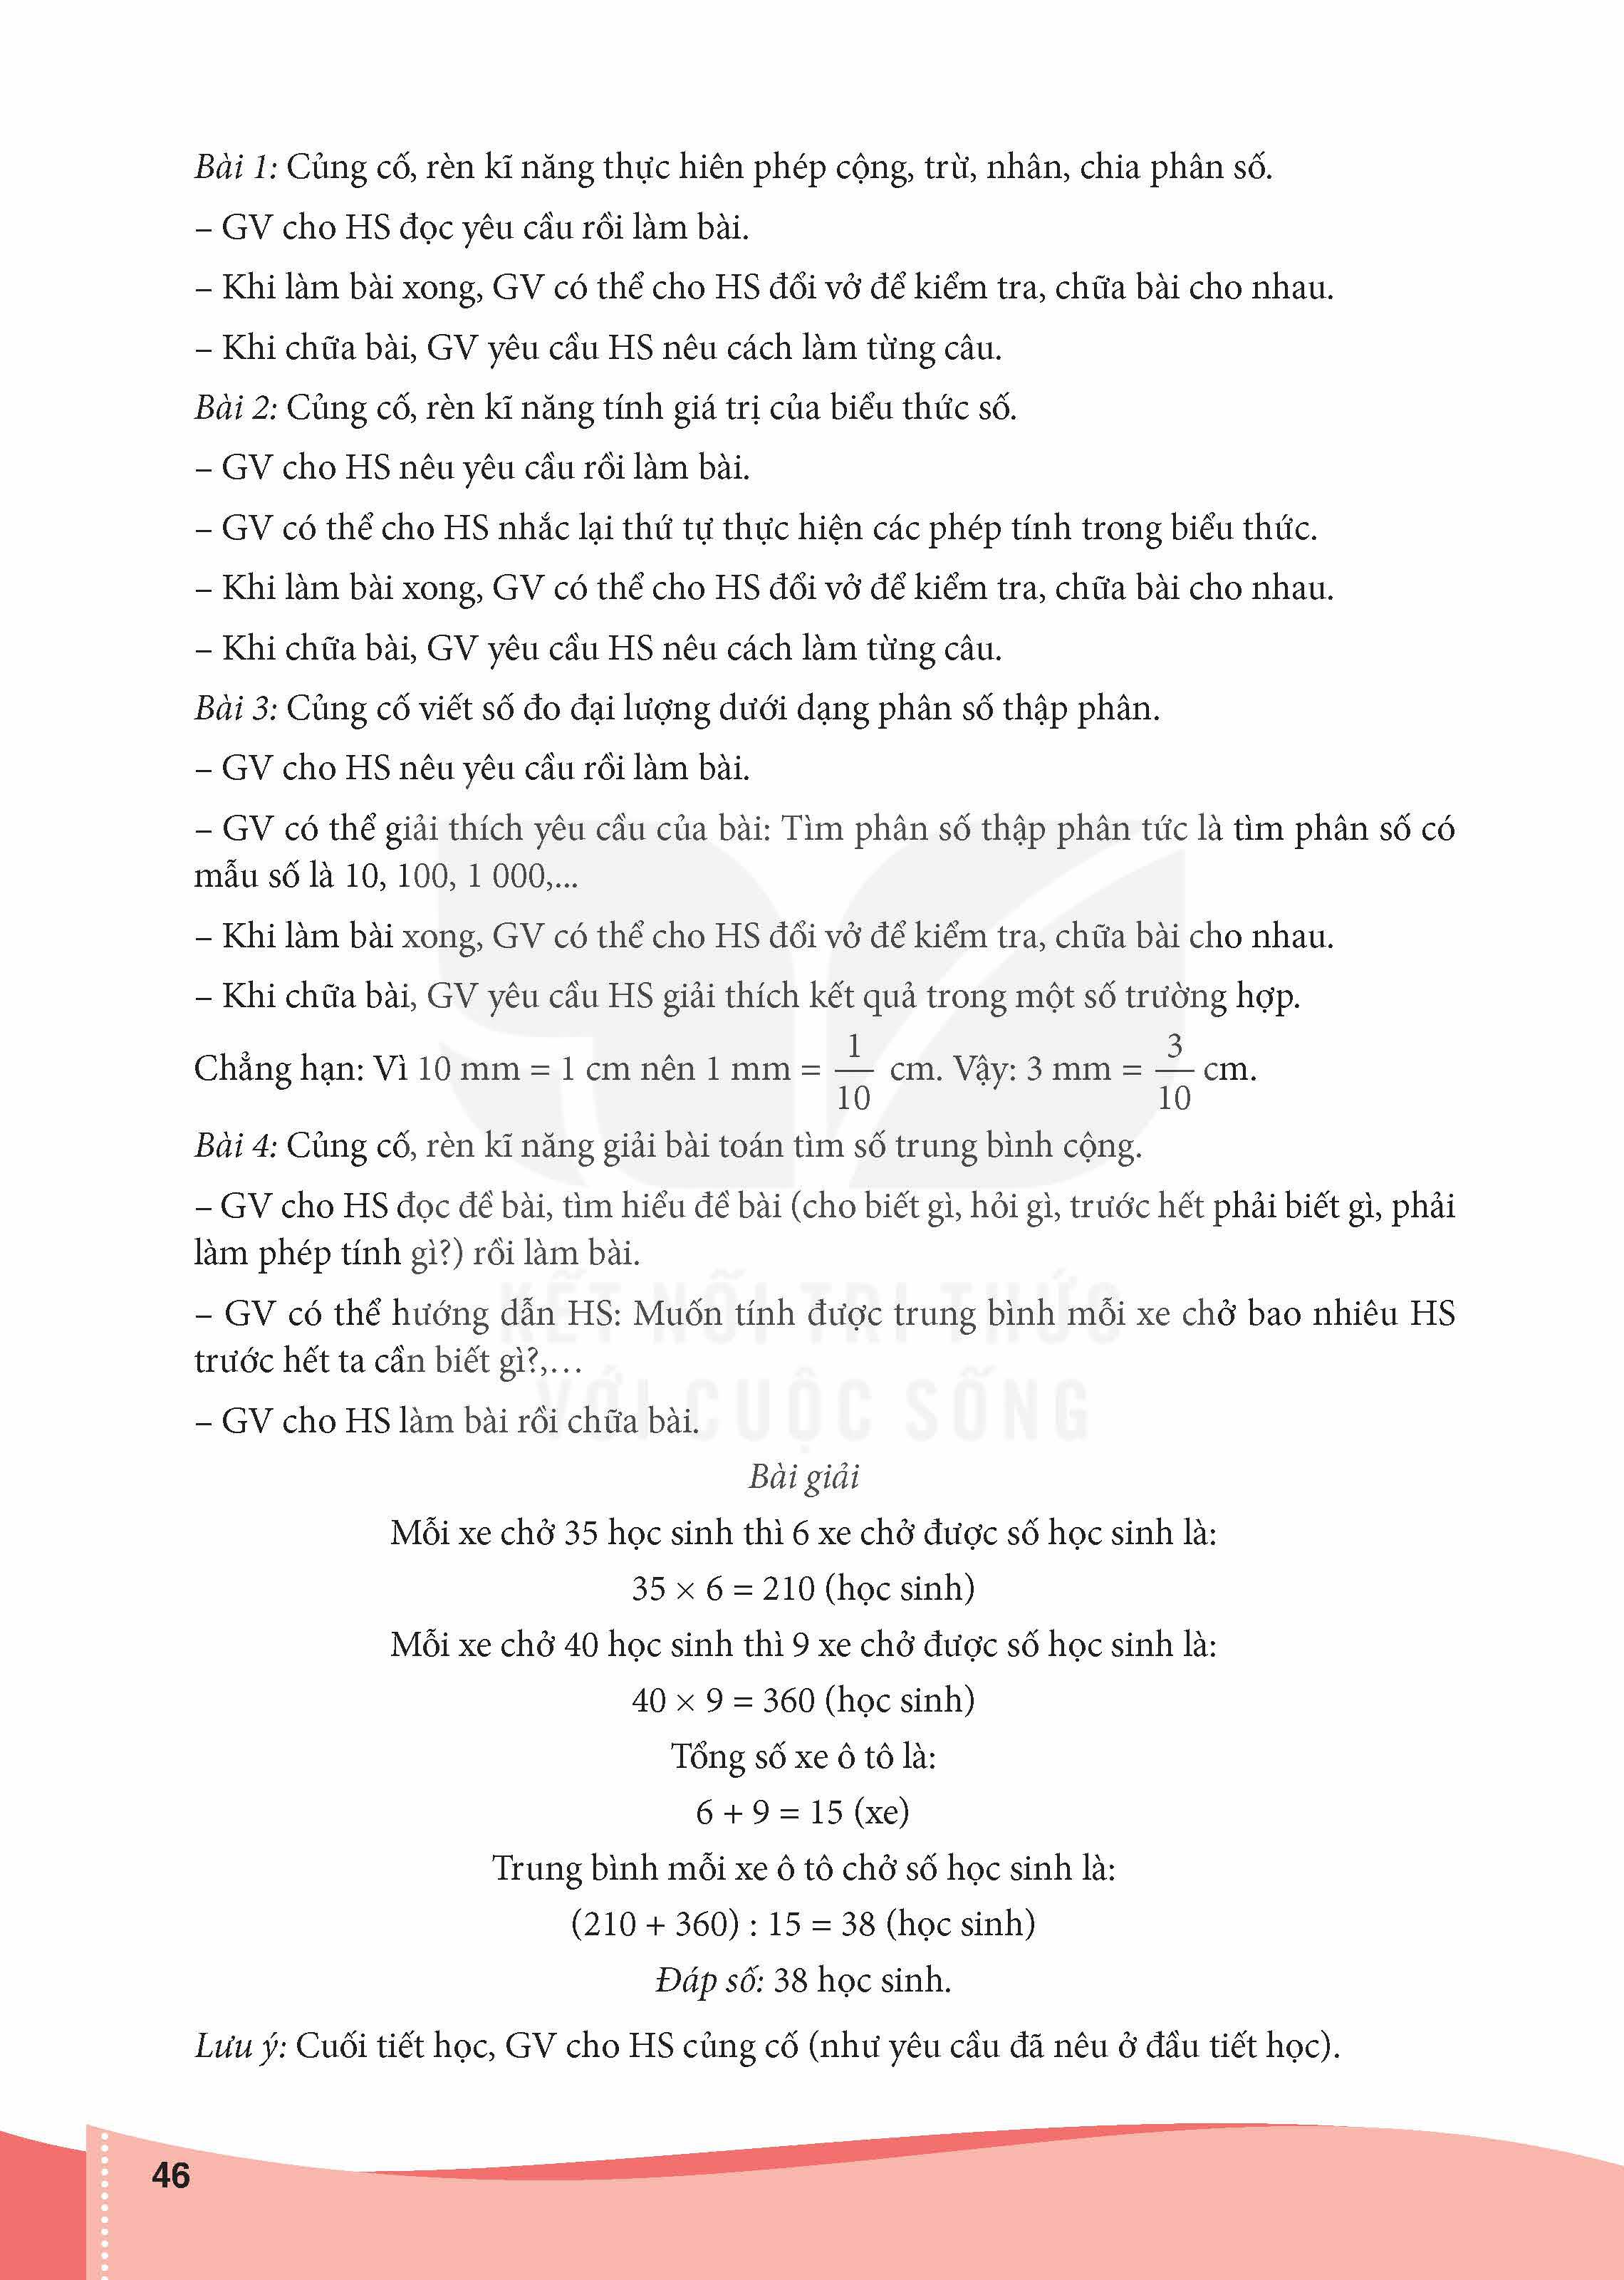 Bài 1: Củng cố, rèn kĩ năng thực hiên phép cộng, trừ, nhân, chia phân số.
– GV cho HS đọc yêu cầu rồi làm bài.
– Khi làm bài xong, GV có thể cho HS đổi vở để kiểm tra, chữa bài cho nhau.
– Khi chữa bài, GV yêu cầu HS nêu cách làm từng câu.
Bài 2: Củng cố, rèn kĩ năng tính giá trị của biểu thức số.
– GV cho HS nêu yêu cầu rồi làm bài.
– GV có thể cho HS nhắc lại thứ tự thực hiện các phép tính trong biểu thức.
– Khi làm bài xong, GV có thể cho HS đổi vở để kiểm tra, chữa bài cho nhau.
– Khi chữa bài, GV yêu cầu HS nêu cách làm từng câu.
Bài 3: Củng cố viết số đo đại lượng dưới dạng phân số thập phân.
– GV cho HS nêu yêu cầu rồi làm bài.
– GV có thể giải thích yêu cầu của bài: Tìm phân số thập phân tức là tìm phân số có
mẫu số là 10, 100, 1 000,...
– Khi làm bài xong, GV có thể cho HS đổi vở để kiểm tra, chữa bài cho nhau.
– Khi chữa bài, GV yêu cầu HS giải thích kết quả trong một số trường hợp.
Chẳng hạn: Vì 10 mm = 1 cm nên 1 mm = 1/10 cm. Vậy: 3 mm = 3/10 cm.
Bài 4: Củng cố, rèn kĩ năng giải bài toán tìm số trung bình cộng.
– GV cho HS đọc đề bài, tìm hiểu đề bài (cho biết gì, hỏi gì, trước hết phải biết gì, phải
làm phép tính gì?) rồi làm bài.
– GV có thể hướng dẫn HS: Muốn tính được trung bình mỗi xe chở bao nhiêu HS
trước hết ta cần biết gì?,…
– GV cho HS làm bài rồi chữa bài.
KẾT NỐI TRI THỨC
VỚI CUỘC SỐNG
Bài giải
Mỗi xe chở 35 học sinh thì 6 xe chở được số học sinh là:
35 × 6 = 210 (học sinh)
Mỗi xe chở 40 học sinh thì 9 xe chở được số học sinh là:
40 × 9 = 360 (học sinh)
Tổng số xe ô tô là:
6 + 9 = 15 (xe)
Trung bình mỗi xe ô tô chở số học sinh là:
(210 + 360) : 15 = 38 (học sinh)
Đáp số: 38 học sinh.
Lưu ý: Cuối tiết học, GV cho HS củng cố (như yêu cầu đã nêu ở đầu tiết học).
46